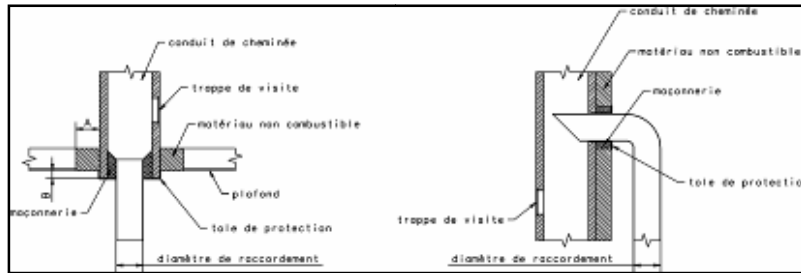 conduit de cheminée
trappe de visite
matériau non combustible
A
B
plafond
maçonnerie
tole de protection
diamètre de raccordement
conduit de cheminée
matériau non combustible
maçonnerie
tole de protection
trappe de visite
diamètre de raccordement